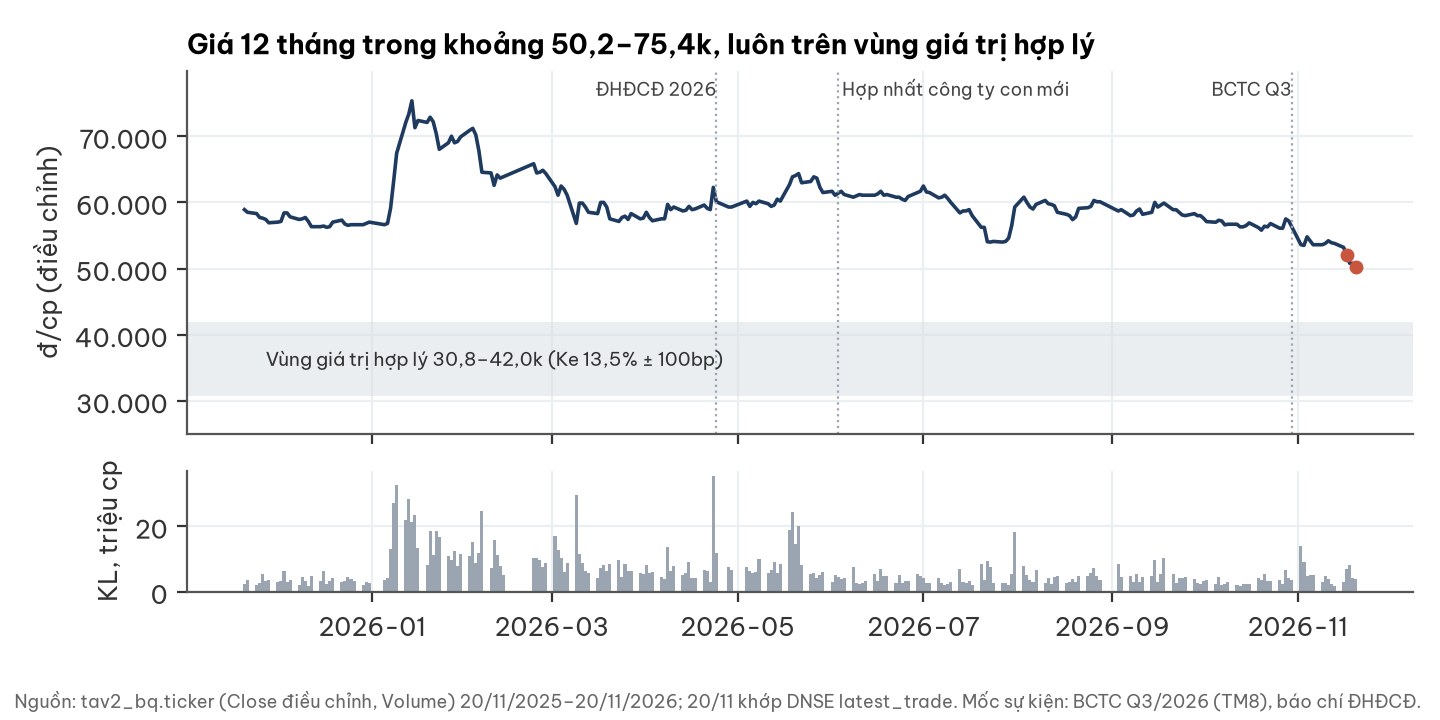 Giá 12 tháng trong khoảng 50,2–75,4k, luôn trên vùng giá trị hợp lý
ĐHĐCĐ 2026
Hợp nhất công ty con mới
BCTC Q3
đ/cp (điều chỉnh)
70.000
60.000
50.000
40.000
30.000
Vùng giá trị hợp lý 30,8–42,0k (Ke 13,5% ± 100bp)
KL, triệu cp
20
0
2026-01
2026-03
2026-05
2026-07
2026-09
2026-11
Nguồn: tav2_bq.ticker (Close điều chỉnh, Volume) 20/11/2025–20/11/2026; 20/11 khớp DNSE latest_trade. Mốc sự kiện: BCTC Q3/2026 (TM8), báo chí ĐHĐCĐ.